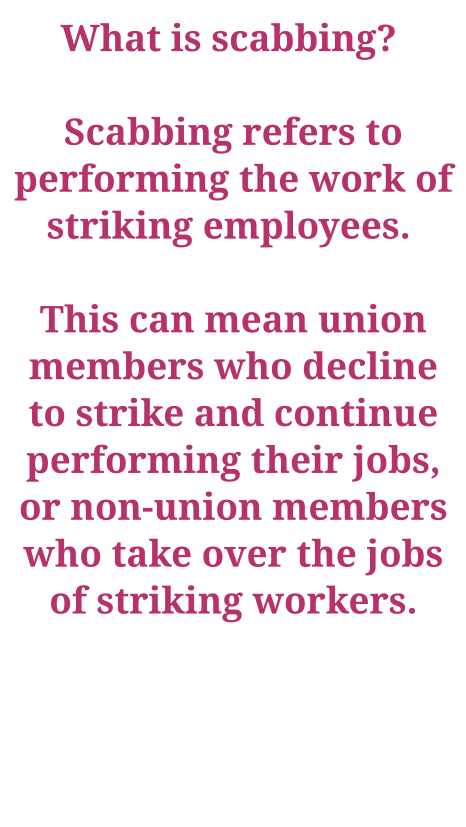 What is scabbing?
Scabbing refers to
performing the work of
striking employees.
This can mean union
members who decline
to strike and continue
performing their jobs,
or non-union members
who take over the jobs
of striking workers.